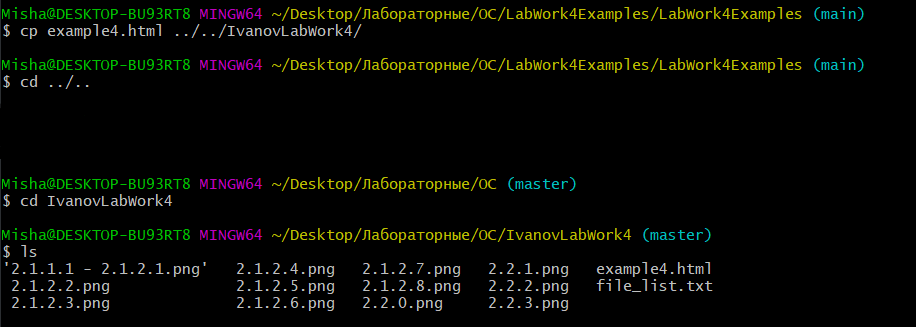 Misha@DESKTOP-BU93RT8 MINGW64 ~/Desktop/Лабораторные/ОС/LabWork4Examples/LabWork4Examples (main)
$ cp example4.html ../../IvanovLabWork4/
Misha@DESKTOP-BU93RT8 MINGW64 ~/Desktop/Лабораторные/ОС/LabWork4Examples/LabWork4Examples (main)
$ cd ../..
Misha@DESKTOP-BU93RT8 MINGW64 ~/Desktop/Лабораторные/ОС (master)
$ cd IvanovLabWork4
Misha@DESKTOP-BU93RT8 MINGW64 ~/Desktop/Лабораторные/ОС/IvanovLabWork4 (master)
$ ls
'2.1.1.1 - 2.1.2.1.png' 2.1.2.4.png 2.1.2.7.png 2.2.1.png example4.html
2.1.2.2.png 2.1.2.5.png 2.1.2.8.png 2.2.2.png file_list.txt
2.1.2.3.png 2.1.2.6.png 2.2.0.png 2.2.3.png